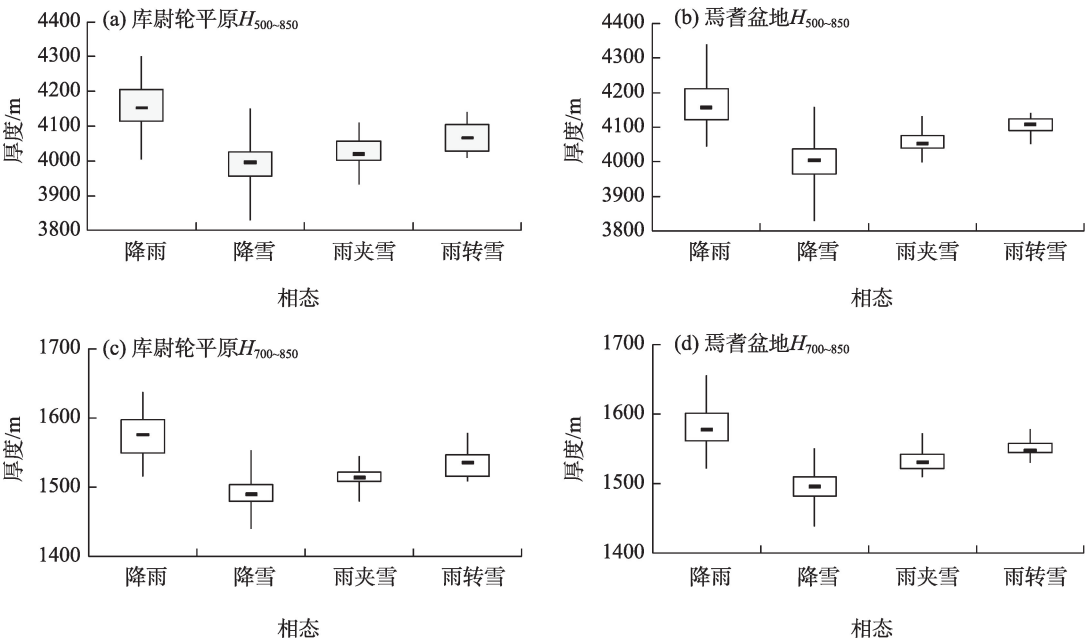 (a) 库尉轮平原H500~850
4400
4300
4200
4100
4000
3900
3800
厚度/m
降雨 降雪 雨夹雪 雨转雪
相态
(b) 焉耆盆地H500~850
4400
4300
4200
4100
4000
3900
3800
厚度/m
降雨 降雪 雨夹雪 雨转雪
相态
(c) 库尉轮平原H700~850
1700
1600
1500
1400
厚度/m
降雨 降雪 雨夹雪 雨转雪
相态
(d) 焉耆盆地H700~850
1700
1600
1500
1400
厚度/m
降雨 降雪 雨夹雪 雨转雪
相态